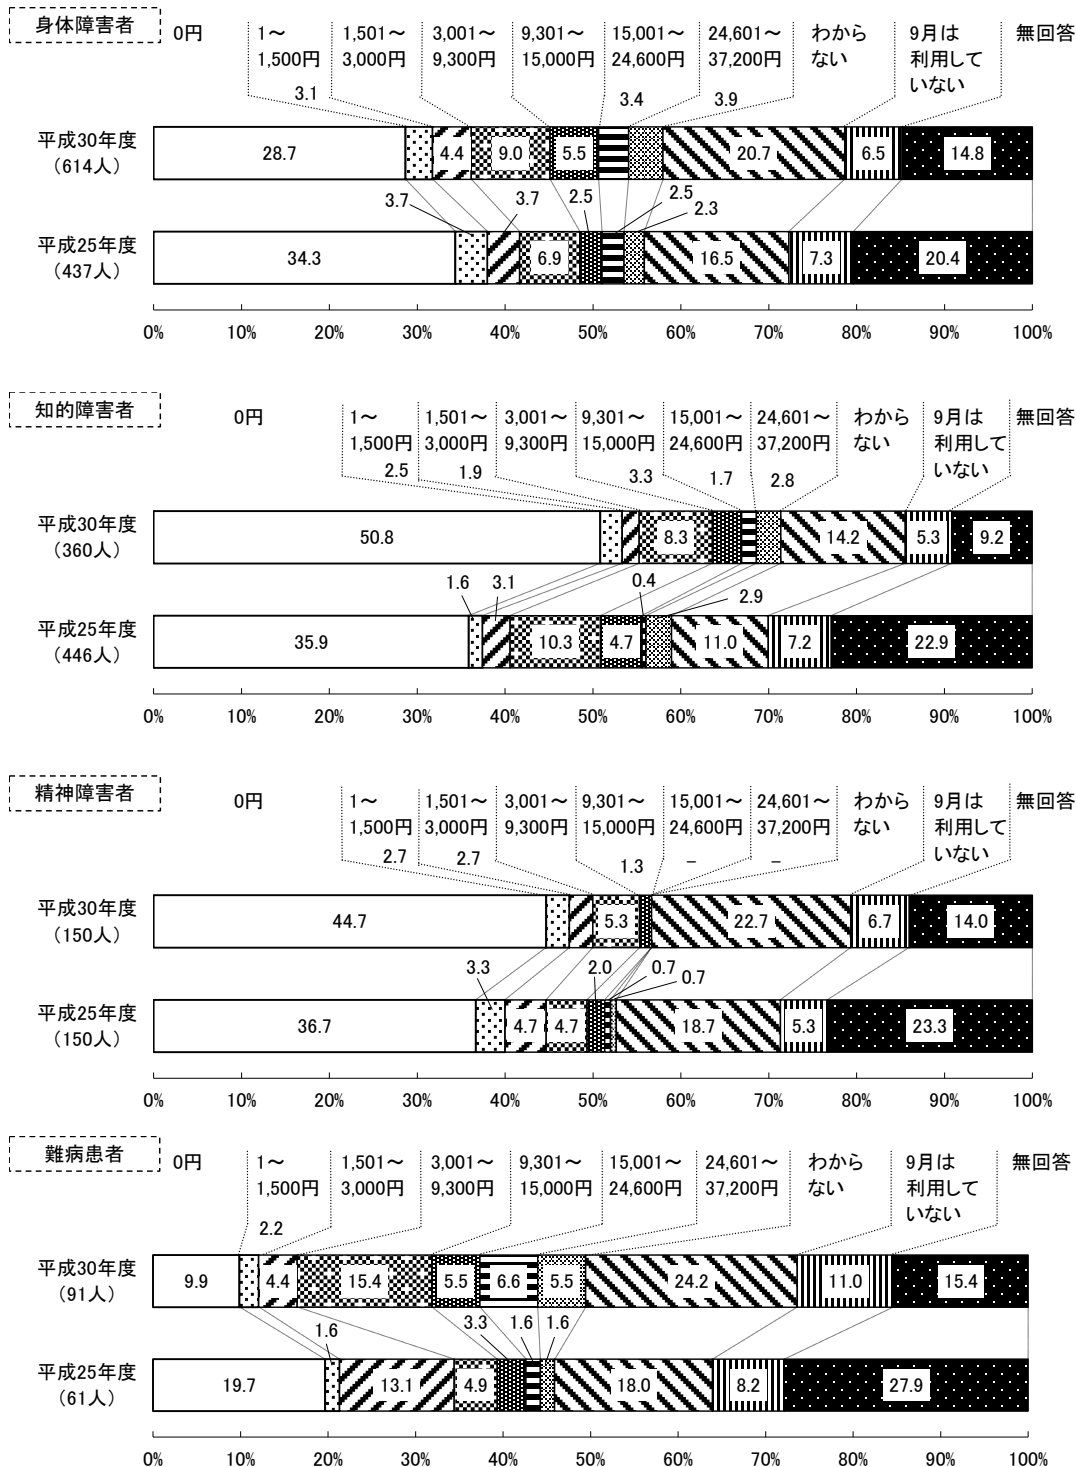 身体障害者
0円 1～ 1,501～ 3,001～ 9,301～ 15,001～ 24,601～ わから 9月は 無回答
1,500円 3,000円 9,300円 15,000円 24,600円 37,200円 ない 利用して
いない
3.1 3.4 3.9
平成30年度
(614人)
28.7 4.4 9.0 5.5 20.7 6.5 14.8
3.7 3.7 2.5 2.5 2.3
平成25年度
(437人)
34.3 6.9 16.5 7.3 20.4
0% 10% 20% 30% 40% 50% 60% 70% 80% 90% 100%
知的障害者
0円 1～ 1,501～ 3,001～ 9,301～ 15,001～ 24,601～ わから 9月は 無回答
1,500円 3,000円 9,300円 15,000円 24,600円 37,200円 ない 利用して
いない
2.5 1.9 3.3 1.7 2.8
平成30年度
(360人)
50.8 8.3 14.2 5.3 9.2
1.6 3.1 0.4 2.9
平成25年度
(446人)
35.9 10.3 4.7 11.0 7.2 22.9
0% 10% 20% 30% 40% 50% 60% 70% 80% 90% 100%
精神障害者
0円 1～ 1,501～ 3,001～ 9,301～ 15,001～ 24,601～ わから 9月は 無回答
1,500円 3,000円 9,300円 15,000円 24,600円 37,200円 ない 利用して
いない
2.7 2.7 1.3 – –
平成30年度
(150人)
44.7 5.3 22.7 6.7 14.0
3.3 2.0 0.7 0.7
平成25年度
(150人)
36.7 4.7 4.7 18.7 5.3 23.3
0% 10% 20% 30% 40% 50% 60% 70% 80% 90% 100%
難病患者
0円 1～ 1,501～ 3,001～ 9,301～ 15,001～ 24,601～ わから 9月は 無回答
1,500円 3,000円 9,300円 15,000円 24,600円 37,200円 ない 利用して
いない
2.2
平成30年度
(91人)
9.9 4.4 15.4 5.5 6.6 5.5 24.2 11.0 15.4
1.6 3.3 1.6 1.6
平成25年度
(61人)
19.7 13.1 4.9 18.0 8.2 27.9
0% 10% 20% 30% 40% 50% 60% 70% 80% 90% 100%